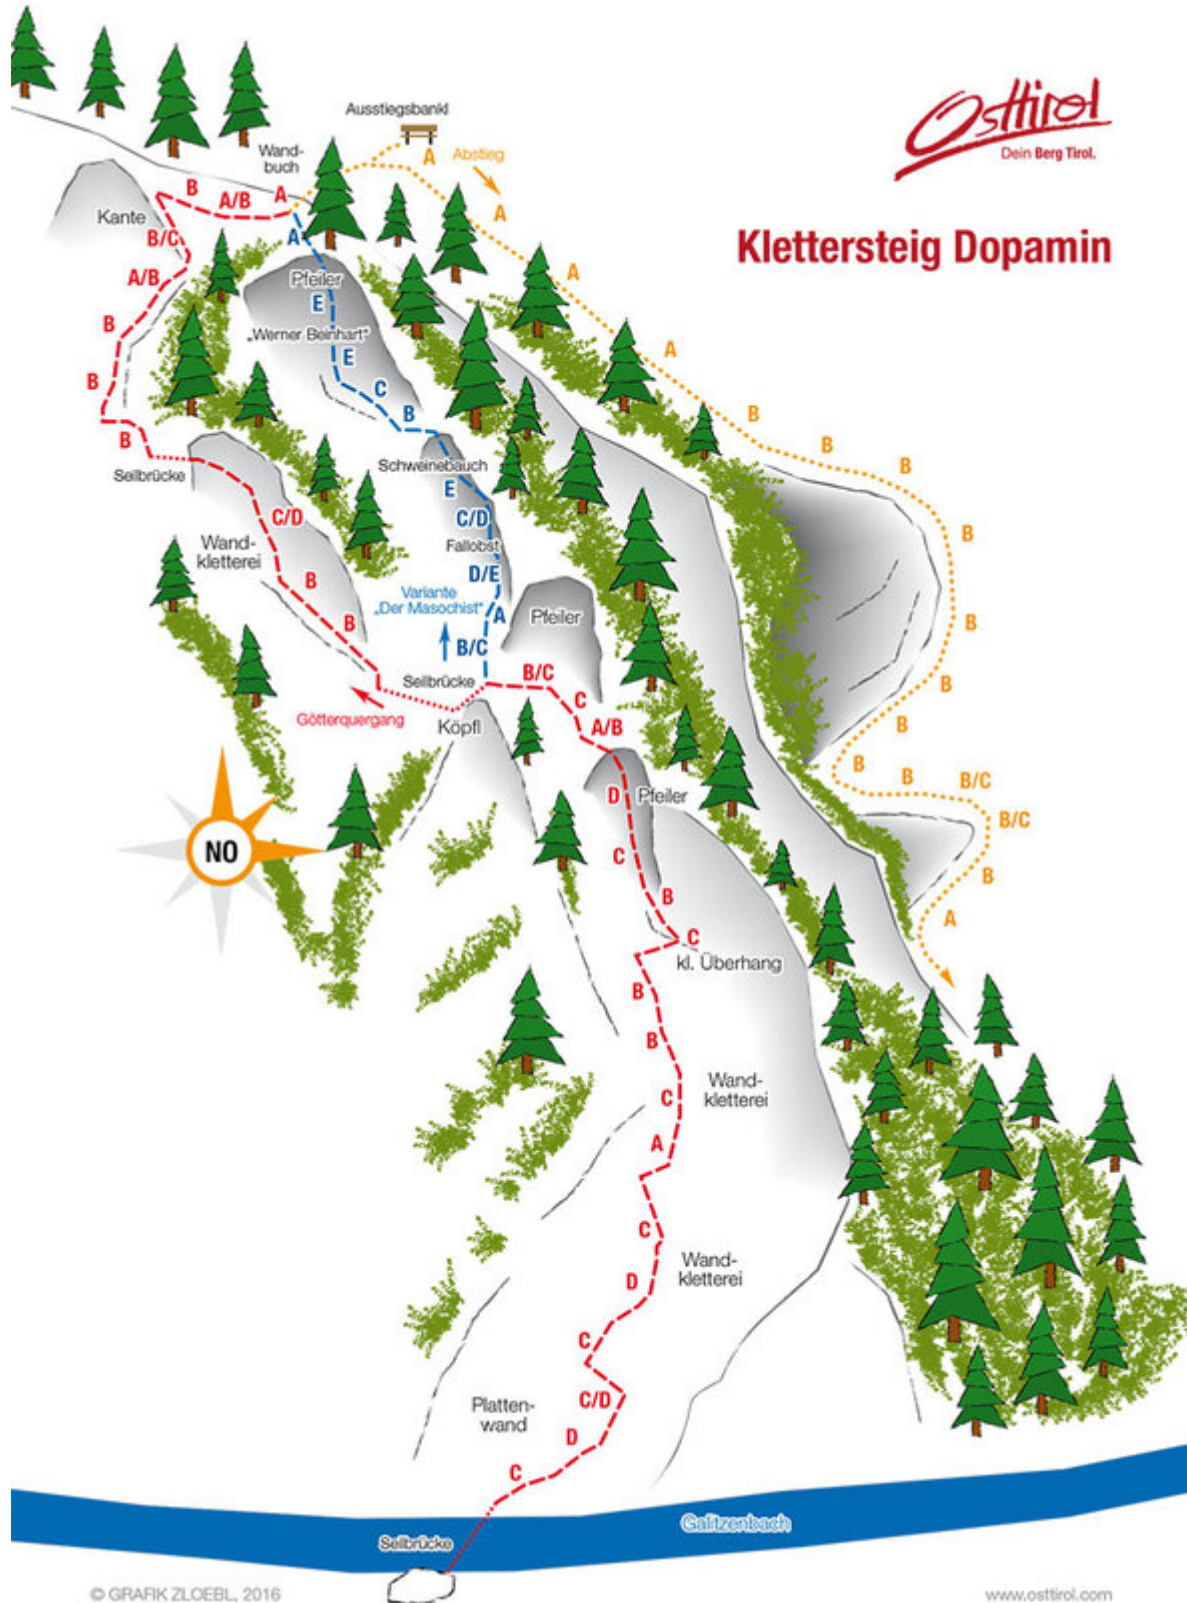 Ausstiegsbankl
Osttirol
Dein Berg Tirol.
Klettersteig Dopamin
Wand-
buch
A
Abstieg
A
B
A/B
A
Kante
B/C
A
A
A/B
Pfeiler
E
B
„Werner Beinhart"
E
A
B
C
B
B
B
B
B
Seilbrücke
Schweinebauch
E
C/D
C/D
B
Wand-
kletterei
Fallobst
D/E
B
Variante
„Der Masochist"
A
Pfeiler
B
B
B/C
B
Seilbrücke
B/C
Götterquergang
C
Köpfl
A/B
B
B
B
B/C
D
Pfeiler
B/C
NO
C
B
B
A
C
kl. Überhang
B
B
C
Wand-
kletterei
A
C
Wand-
kletterei
D
C
C/D
Platten-
wand
D
C
Galitzenbach
Seilbrücke
© GRAFIK ZLOEBL, 2016
www.osttirol.com